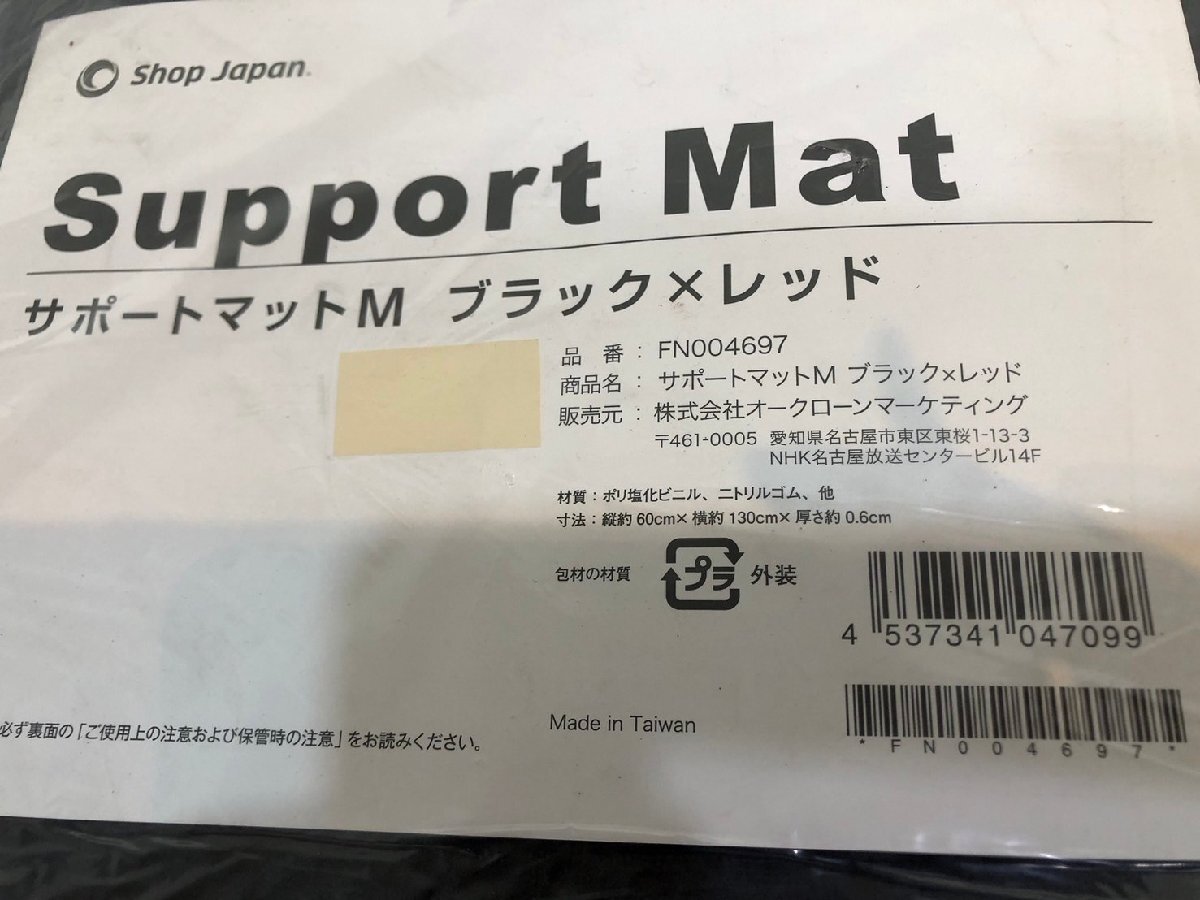 Shop Japan.
Support Mat
サポートマットM ブラック×レッド
品 番 : FN004697
商品名 : サポートマットM ブラック×レッド
販売元 : 株式会社オークローンマーケティング
〒461-0005 愛知県名古屋市東区東桜1-13-3
NHK名古屋放送センタービル14F
材質：ポリ塩化ビニル、ニトリルゴム、他
寸法：縦約60cm×横約130cm×厚さ約0.6cm
包材の材質 プラ 外装
4 537341 047099
必ず裏面の「ご使用上の注意および保管時の注意」をお読みください。
Made in Taiwan
*FN004697*